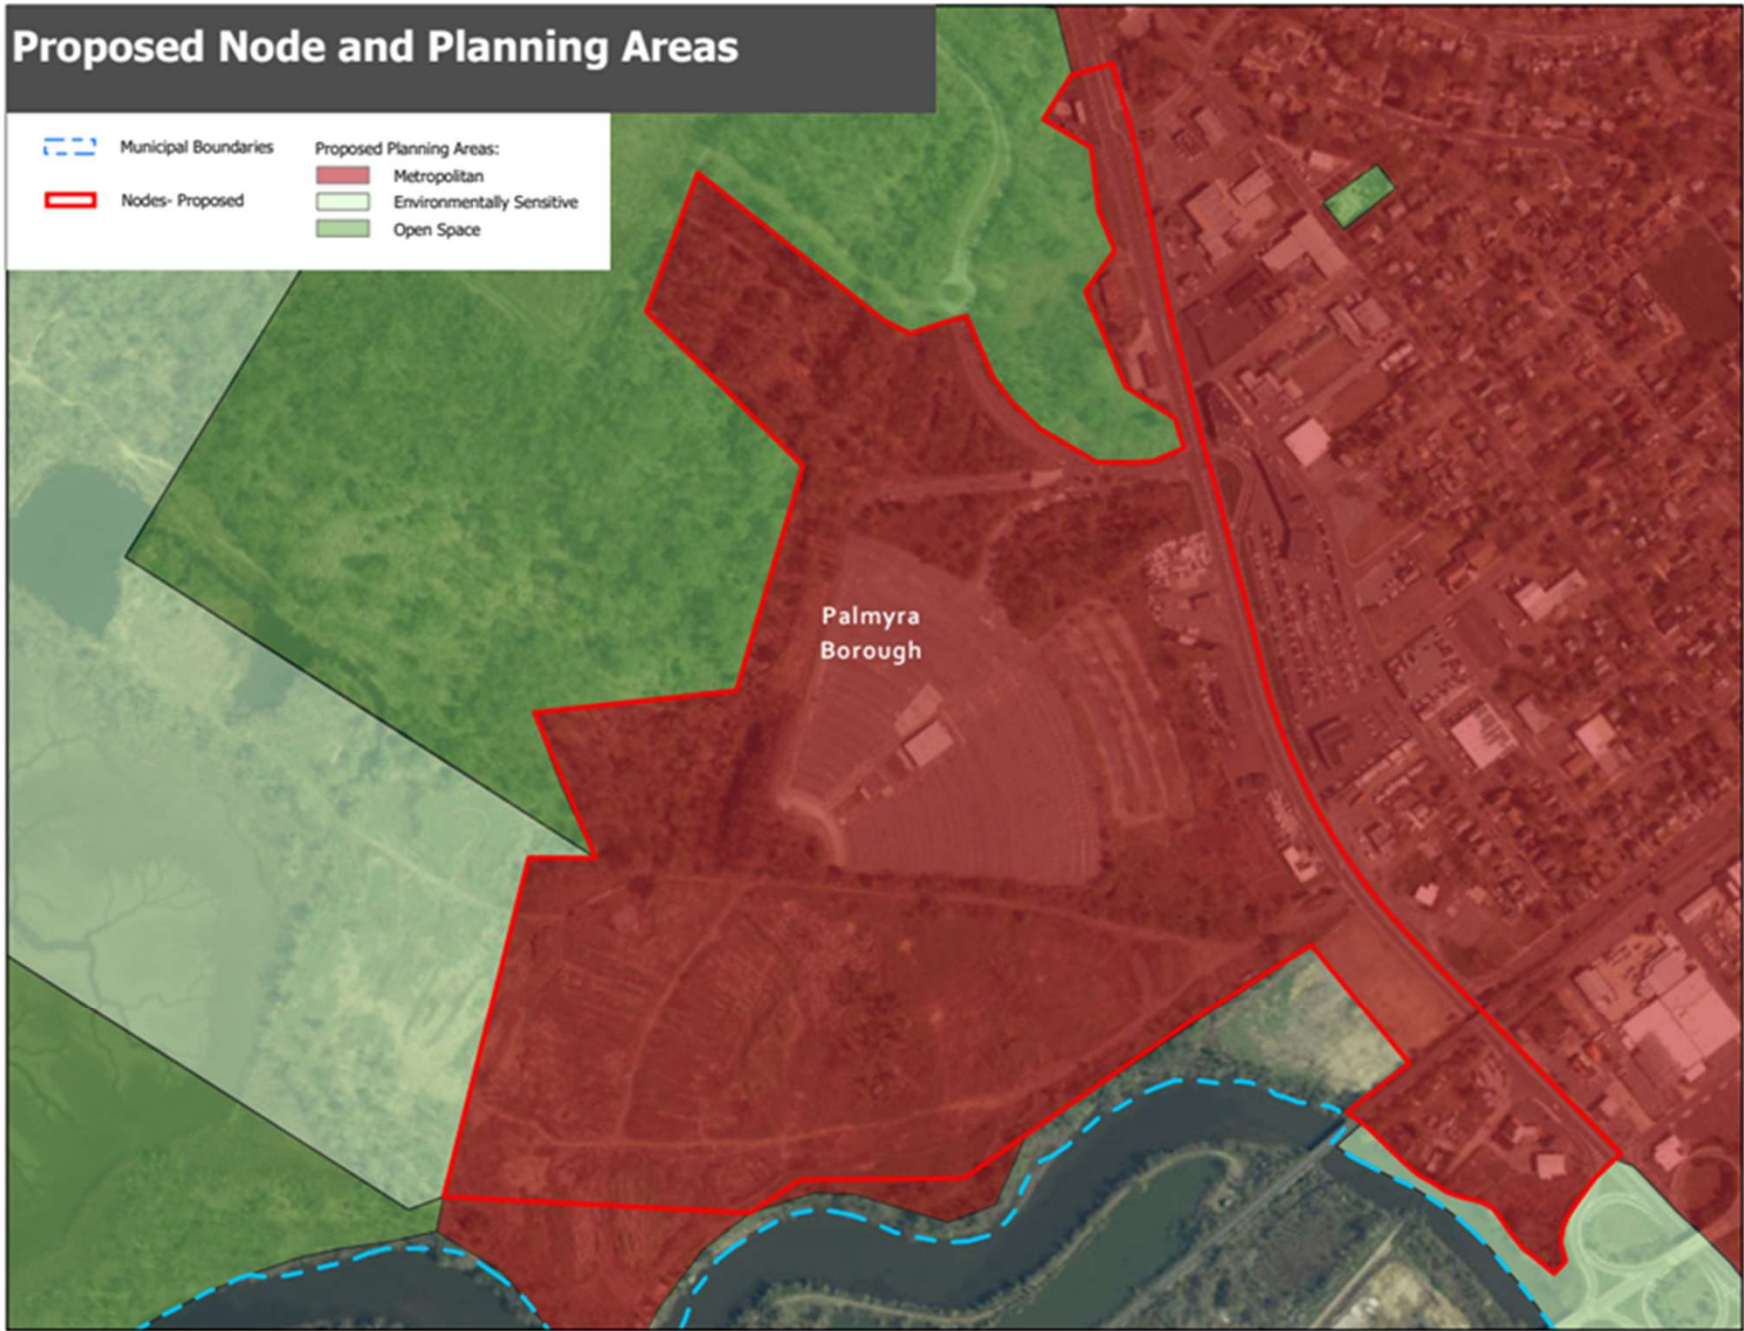 Proposed Node and Planning Areas
Municipal Boundaries
Nodes- Proposed
Proposed Planning Areas:
Metropolitan
Environmentally Sensitive
Open Space
Palmyra
Borough